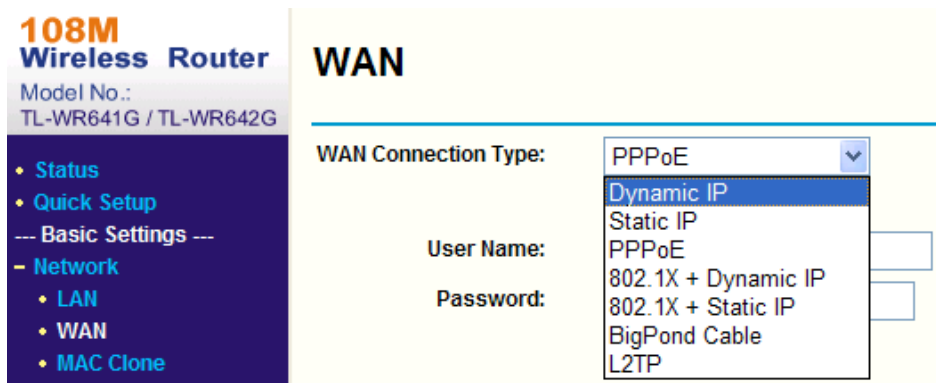 108M
Wireless Router
Model No.:
TL-WR641G / TL-WR642G
• Status
• Quick Setup
--- Basic Settings ---
– Network
• LAN
• WAN
• MAC Clone
WAN
WAN Connection Type:
PPPoE
Dynamic IP
Static IP
PPPoE
802.1X + Dynamic IP
802.1X + Static IP
BigPond Cable
L2TP
User Name:
Password: